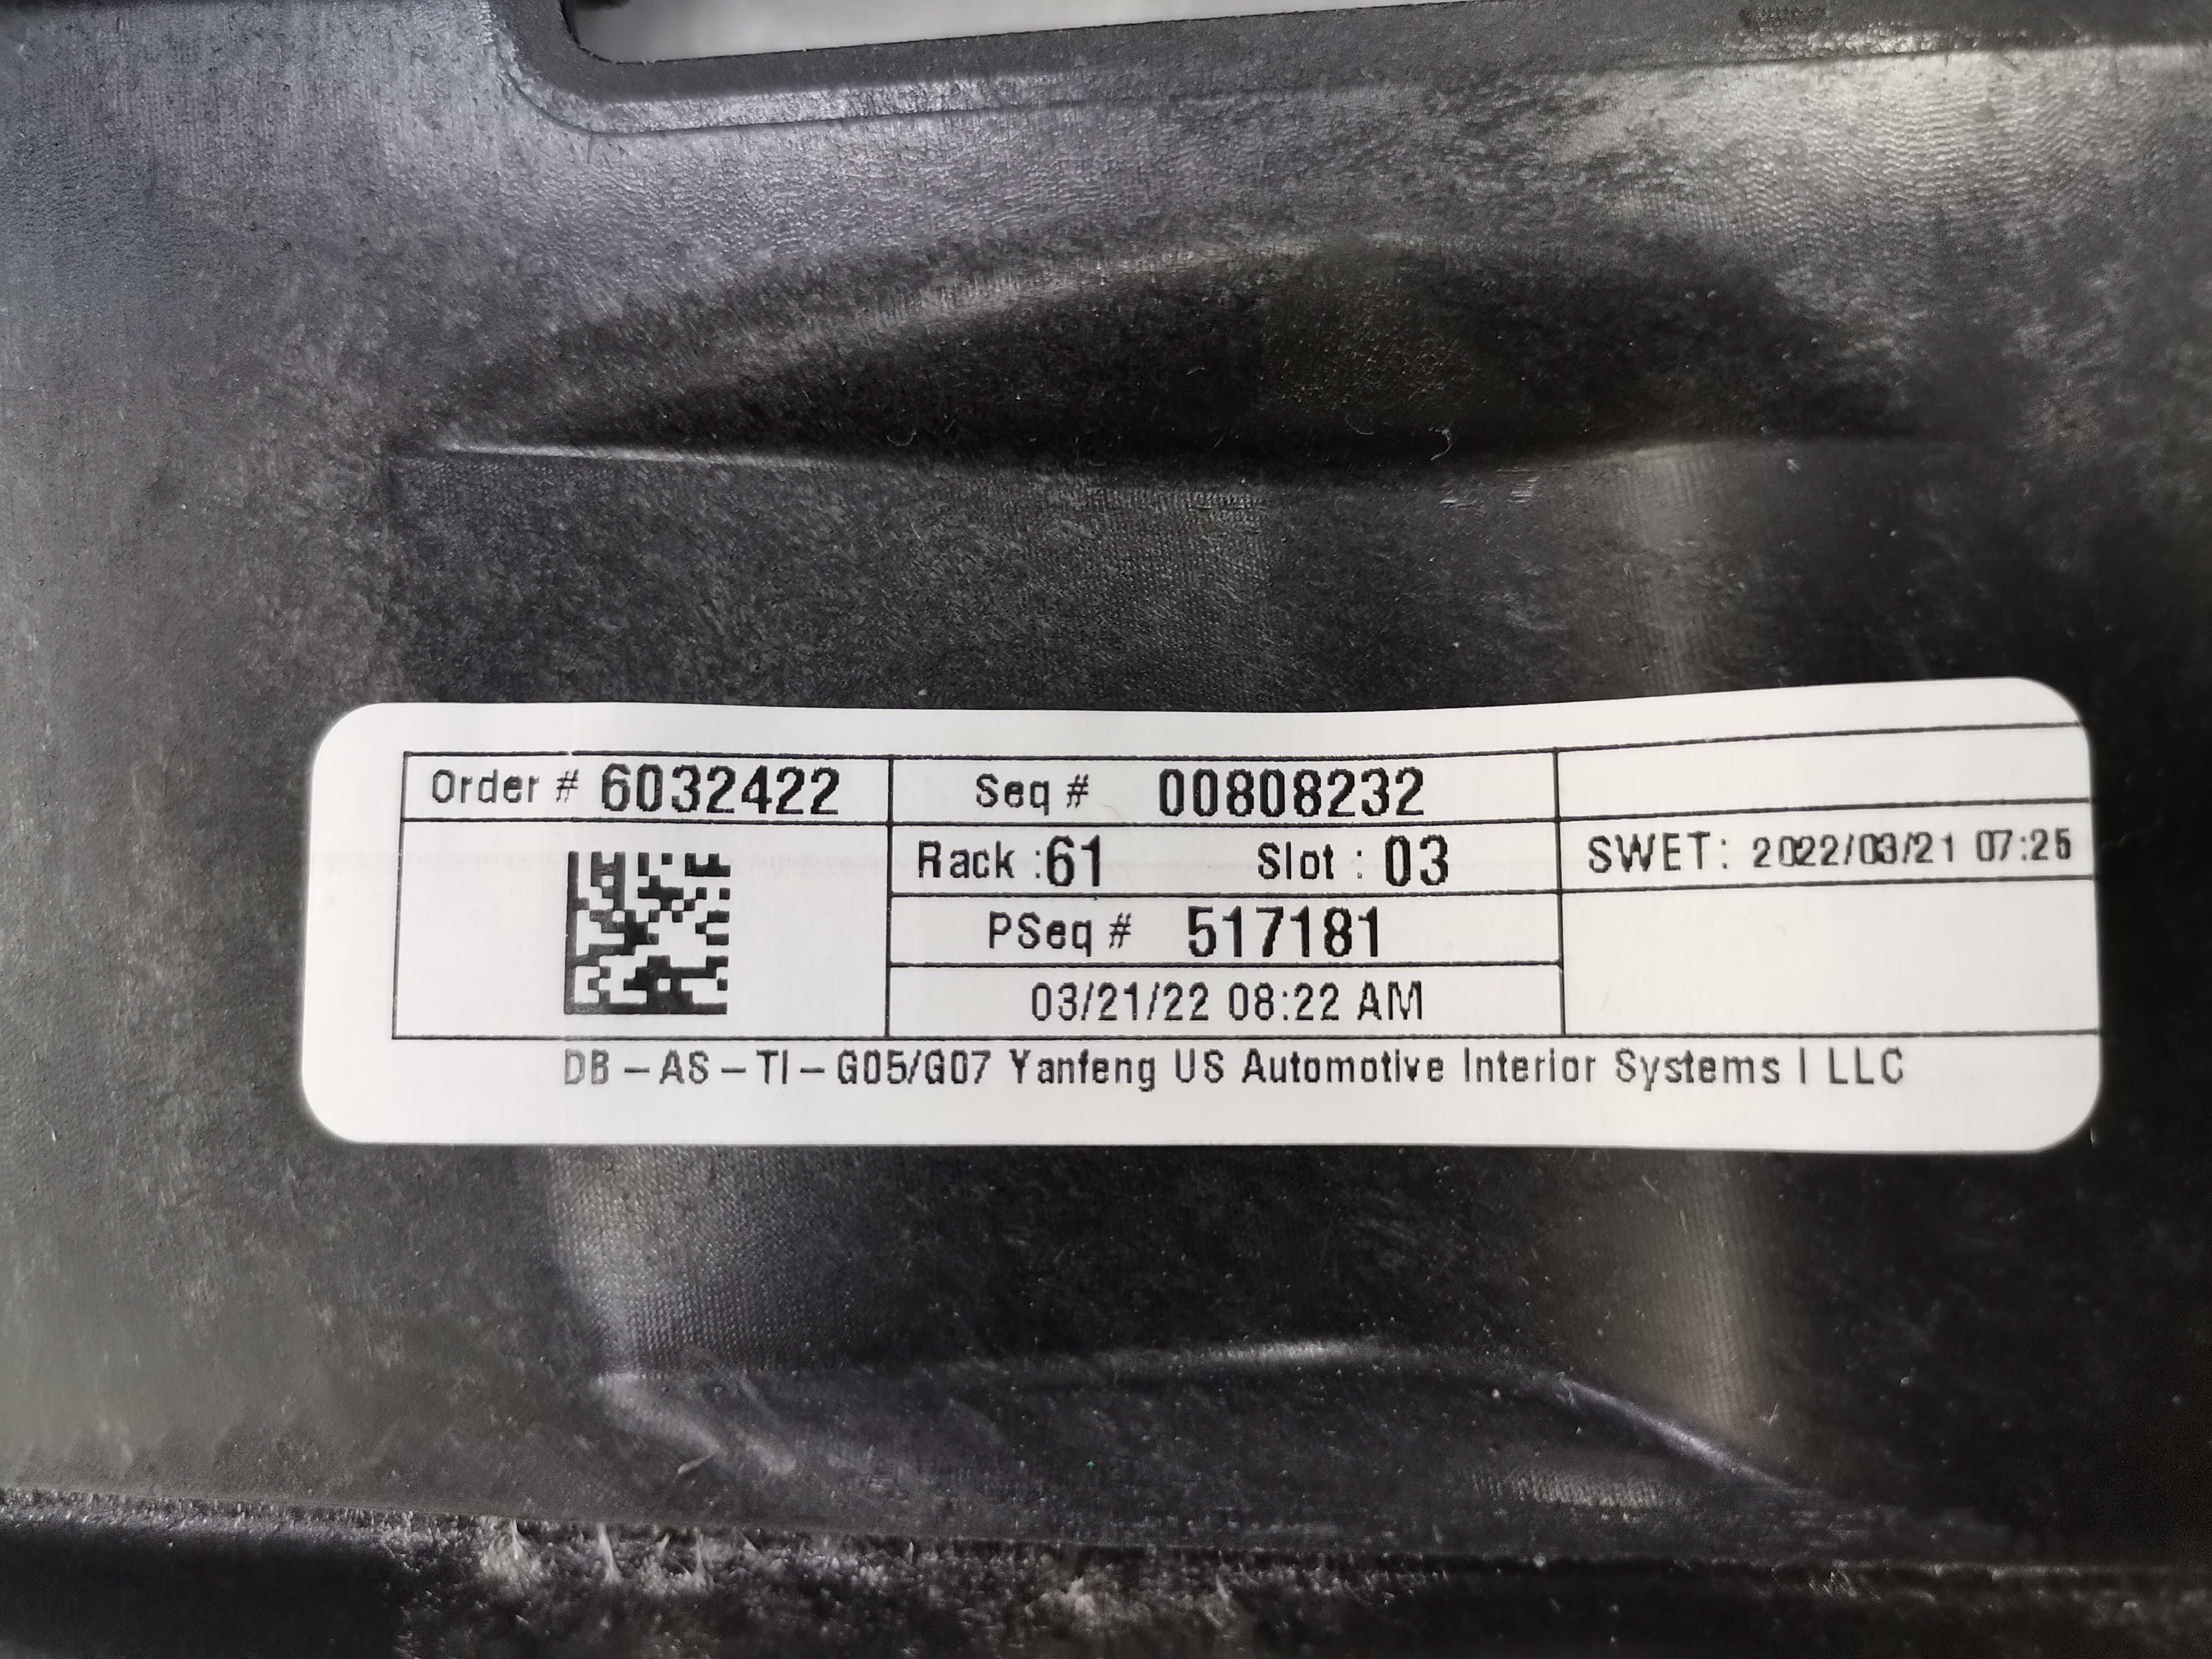 Order # 6032422 Seq # 00808232
Rack :61 Slot : 03 SWET: 2022/03/21 07:25
PSeq # 517181
03/21/22 08:22 AM
DB-AS-TI-G05/G07 Yanfeng US Automotive Interior Systems I LLC